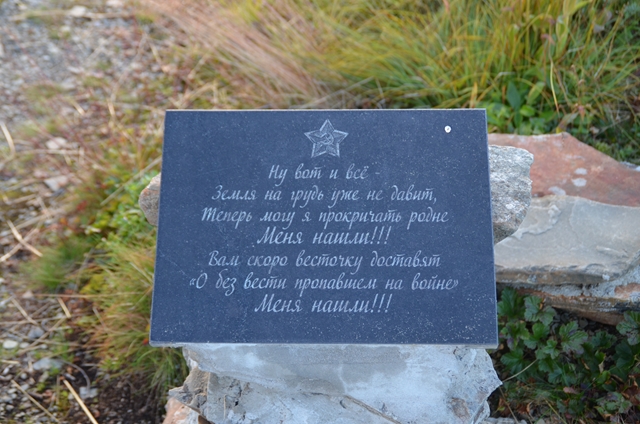 Ну вот и всё -
Земля на грудь уже не давит,
Теперь могу я прокричать родне
Меня нашли!!!
Вам скоро весточку доставят
«О без вести пропавшем на войне»
Меня нашли!!!